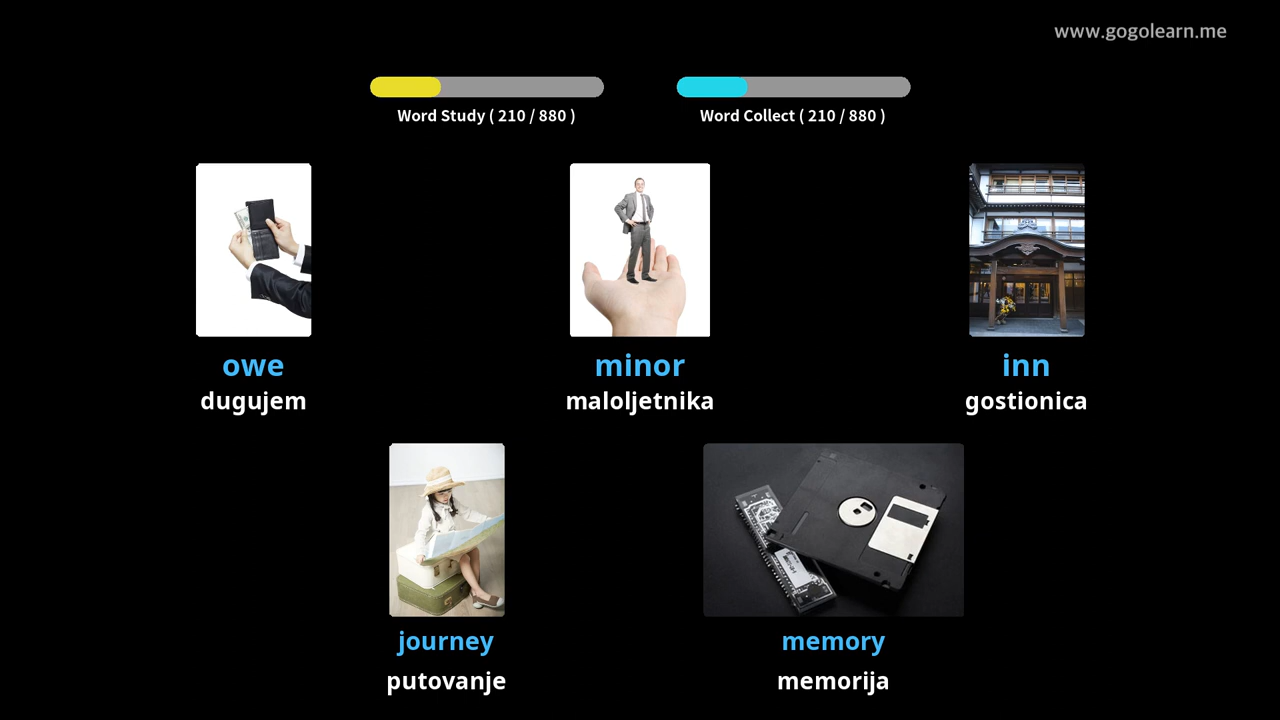 www.gogolearn.me
Word Study ( 210 / 880 )
Word Collect ( 210 / 880 )
owe
dugujem
minor
maloljetnika
inn
gostionica
journey
putovanje
memory
memorija